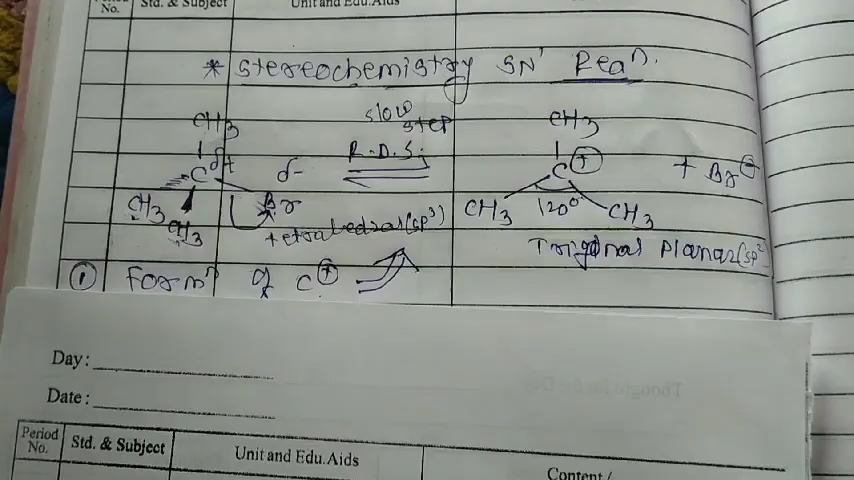 No. Std. & Subject Unit and Edu.Aids
* Stereochemistry SN' Reaⁿ.
slow step
CH3 CH3
R.D.S.
C δ+ δ- C⊕ + Br⊖
CH3 Br CH3 120° CH3
CH3 tetrahedral(sp³)
Trigonal Planar(sp²)
① Formⁿ of C⊕
Day:
Date:
Period No. Std. & Subject Unit and Edu.Aids Content/